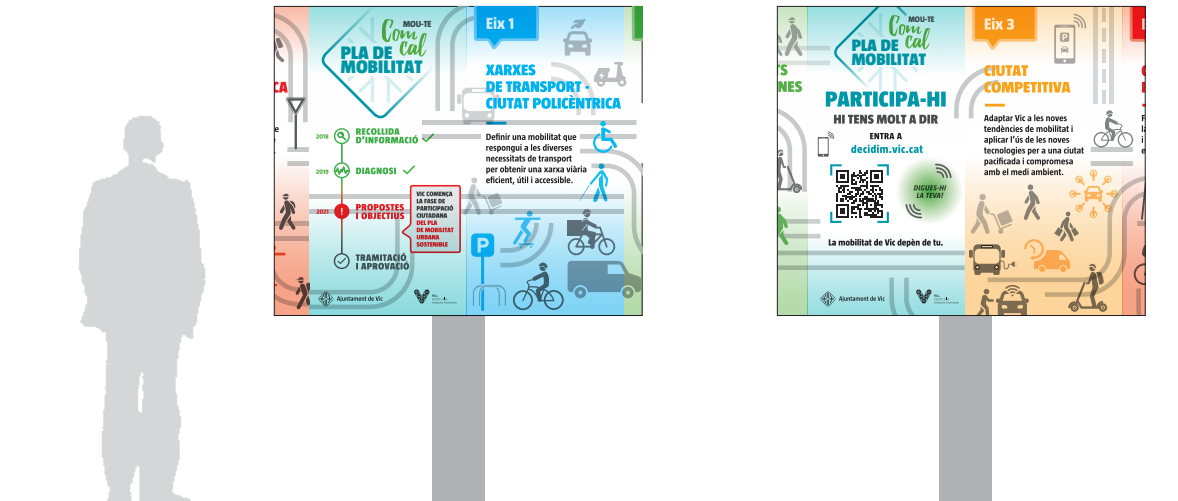 MOU-TE
Com cal
PLA DE
MOBILITAT
2018
RECOLLIDA
D'INFORMACIÓ
2019
DIAGNOSI
2021
PROPOSTES
I OBJECTIUS
VIC COMENÇA
LA FASE DE
PARTICIPACIÓ
CIUTADANA
DEL PLA
DE MOBILITAT
URBANA
SOSTENIBLE
TRAMITACIÓ
I APROVACIÓ
Ajuntament de Vic
Eix 1
XARXES
DE TRANSPORT -
CIUTAT POLICÈNTRICA
Definir una mobilitat que
respongui a les diverses
necessitats de transport
per obtenir una xarxa viària
eficient, útil i accessible.
P
MOU-TE
Com cal
PLA DE
MOBILITAT
PARTICIPA-HI
HI TENS MOLT A DIR
ENTRA A
decidim.vic.cat
DIGUES-HI
LA TEVA!
La mobilitat de Vic depèn de tu.
Ajuntament de Vic
Eix 3
P
CIUTAT
COMPETITIVA
Adaptar Vic a les noves
tendències de mobilitat i
aplicar l'ús de les noves
tecnologies per a una ciutat
pacificada i compromesa
amb el medi ambient.